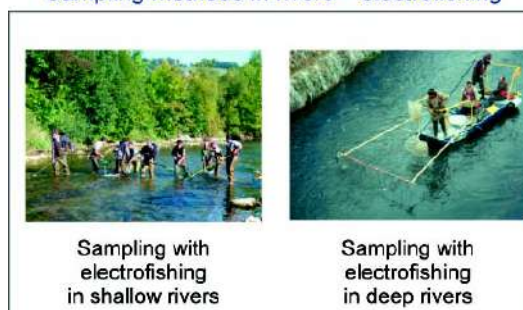 Sampling with
electrofishing
in shallow rivers
Sampling with
electrofishing
in deep rivers